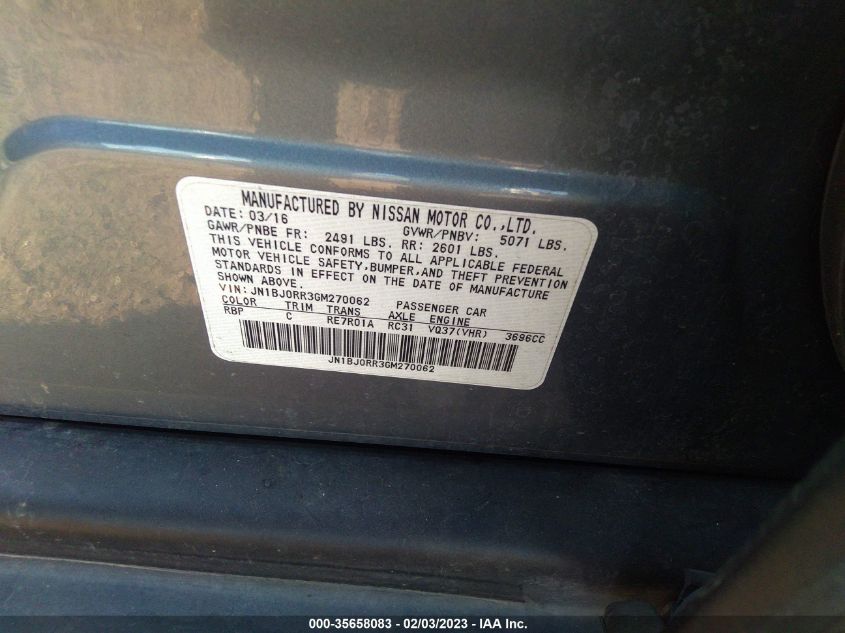 MANUFACTURED BY NISSAN MOTOR CO.,LTD.
DATE: 03/16 GVWR/PNBV: 5071 LBS.
GAWR/PNBE FR: 2491 LBS. RR: 2601 LBS.
THIS VEHICLE CONFORMS TO ALL APPLICABLE FEDERAL
MOTOR VEHICLE SAFETY,BUMPER,AND THEFT PREVENTION
STANDARDS IN EFFECT ON THE DATE OF MANUFACTURE
SHOWN ABOVE.
VIN: JN1BJ0RR3GM270062 PASSENGER CAR
COLOR TRIM TRANS AXLE ENGINE
RBP C RE7R01A RC31 VQ37(VHR) 3696CC
JN1BJ0RR3GM270062
000-35658083 - 02/03/2023 - IAA Inc.